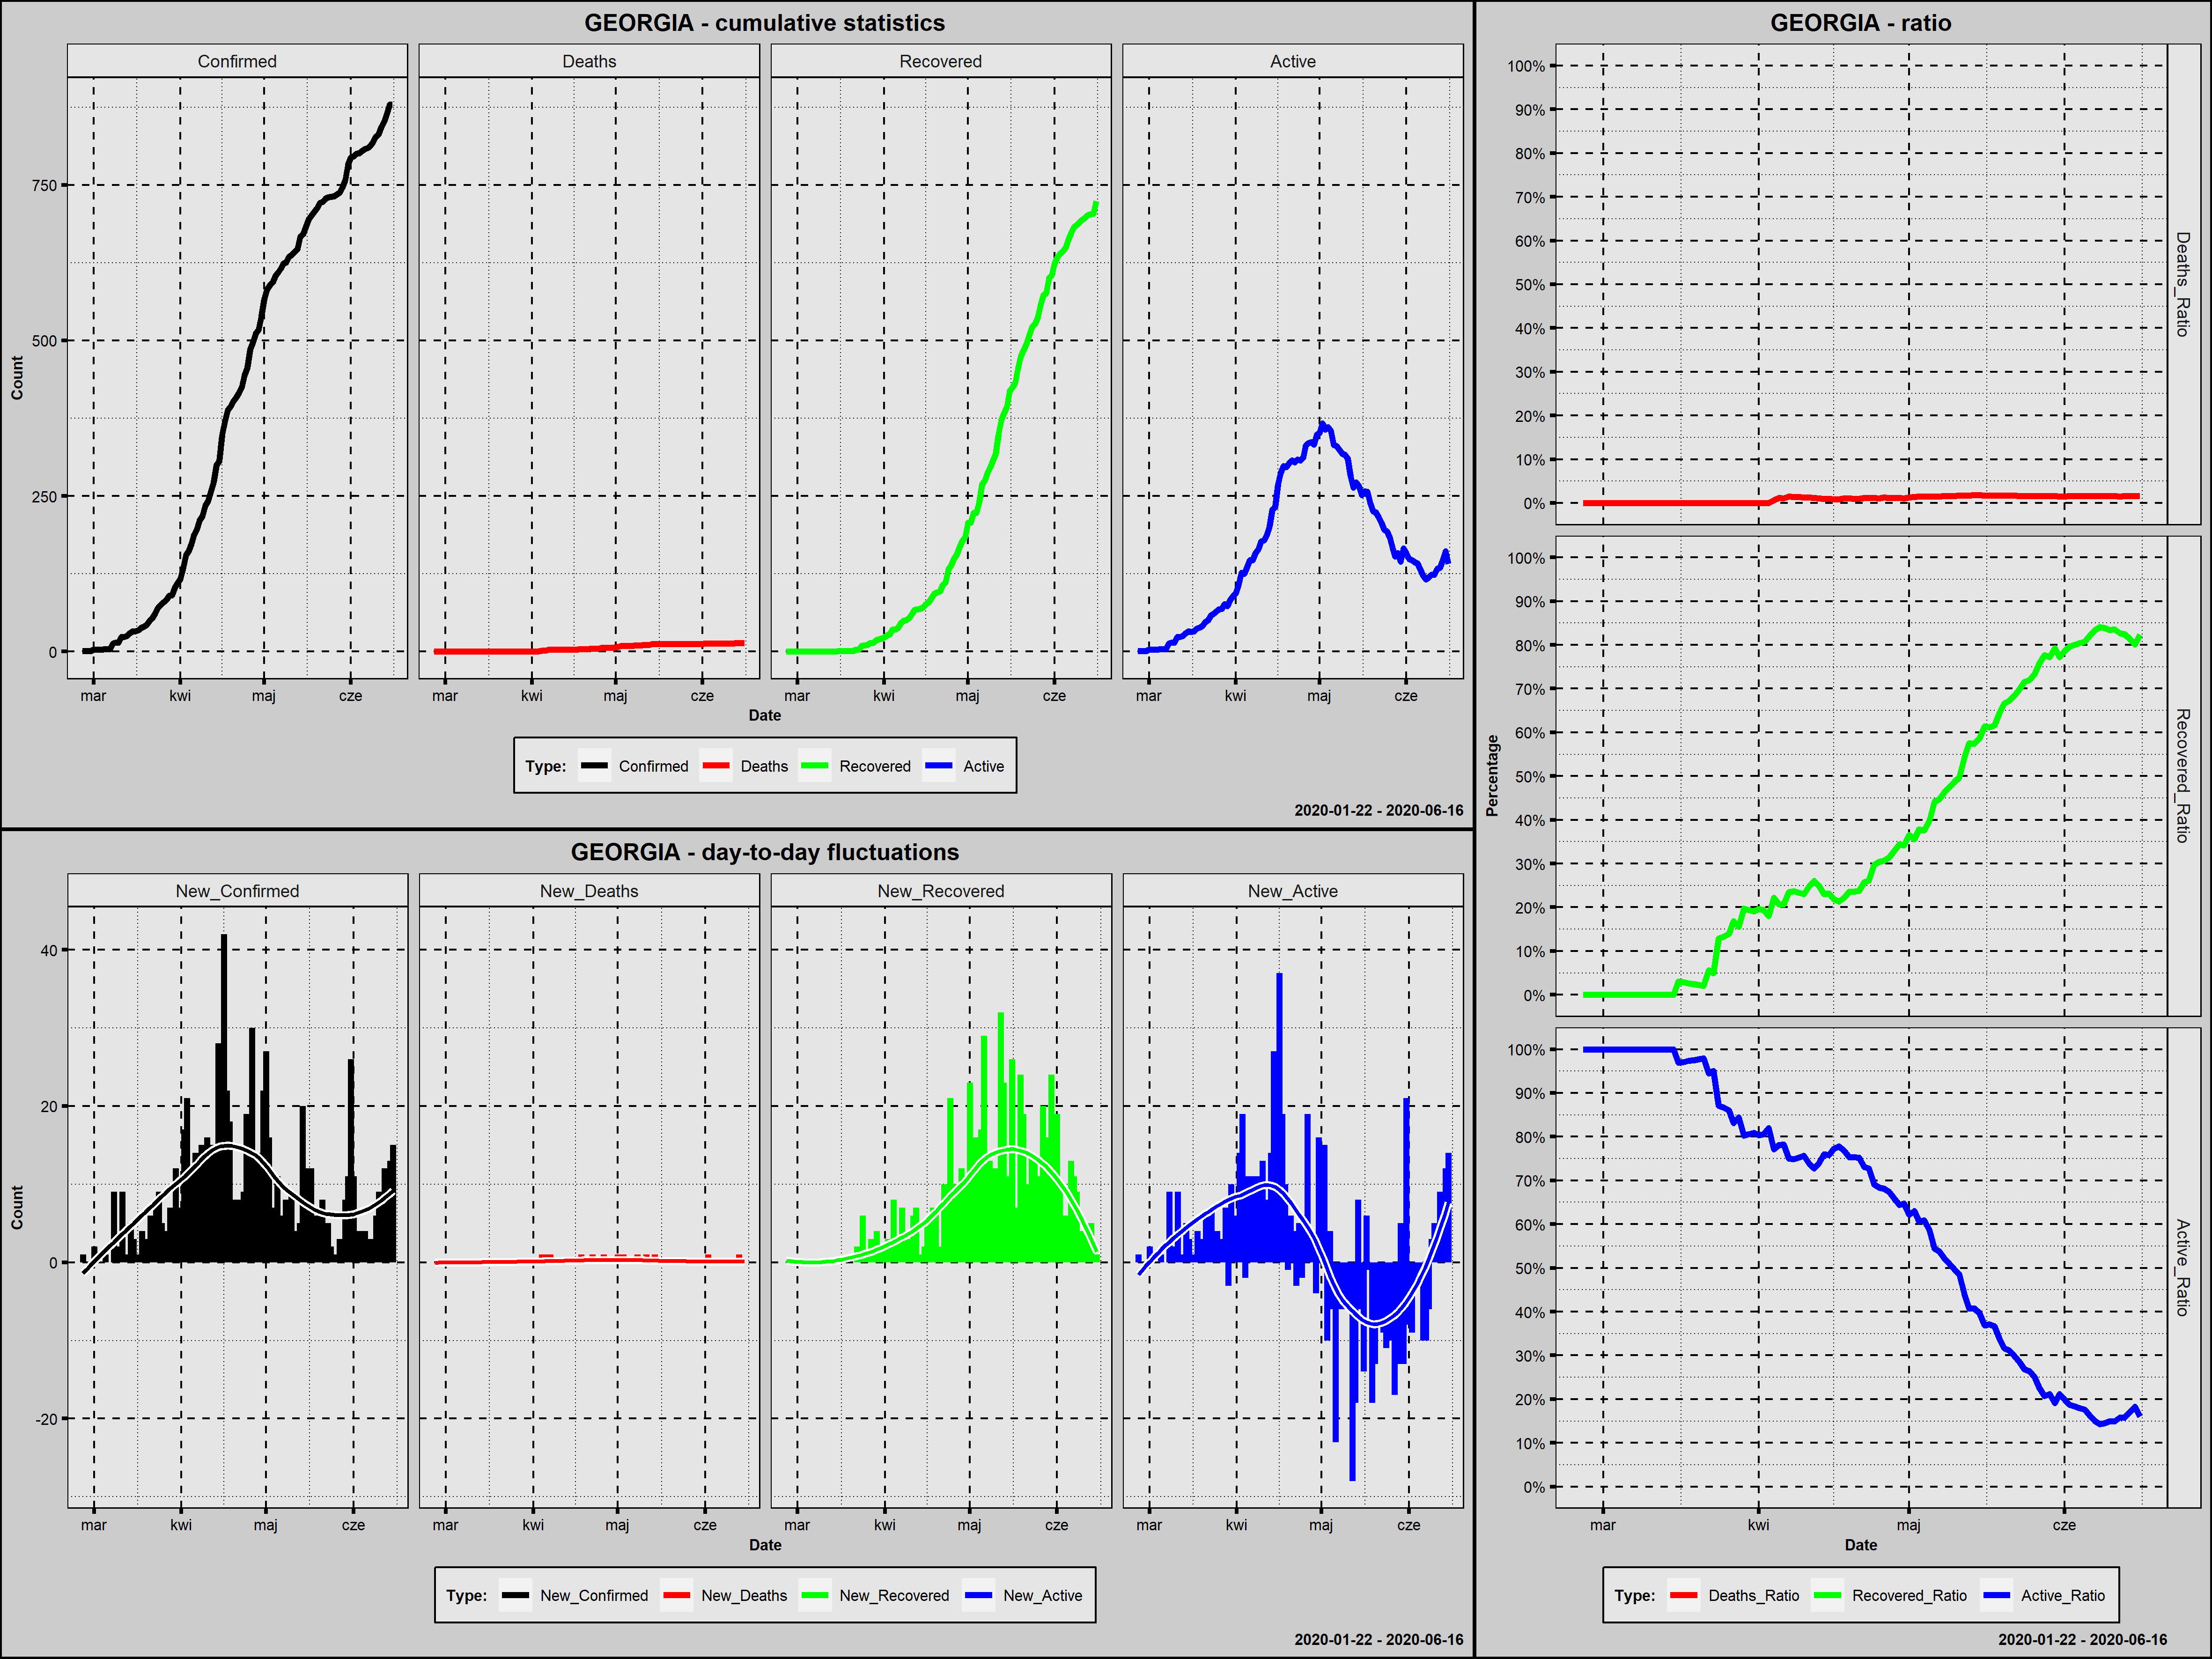 GEORGIA - cumulative statistics
Confirmed Deaths Recovered Active
Count
750
500
250
0
mar kwi maj cze mar kwi maj cze mar kwi maj cze mar kwi maj cze
Date
Type: Confirmed Deaths Recovered Active
2020-01-22 - 2020-06-16
GEORGIA - day-to-day fluctuations
New_Confirmed New_Deaths New_Recovered New_Active
Count
40
20
0
-20
mar kwi maj cze mar kwi maj cze mar kwi maj cze mar kwi maj cze
Date
Type: New_Confirmed New_Deaths New_Recovered New_Active
2020-01-22 - 2020-06-16
GEORGIA - ratio
Percentage
100%
90%
80%
70%
60%
50%
40%
30%
20%
10%
0%
Deaths_Ratio
100%
90%
80%
70%
60%
50%
40%
30%
20%
10%
0%
Recovered_Ratio
100%
90%
80%
70%
60%
50%
40%
30%
20%
10%
0%
Active_Ratio
mar kwi maj cze
Date
Type: Deaths_Ratio Recovered_Ratio Active_Ratio
2020-01-22 - 2020-06-16